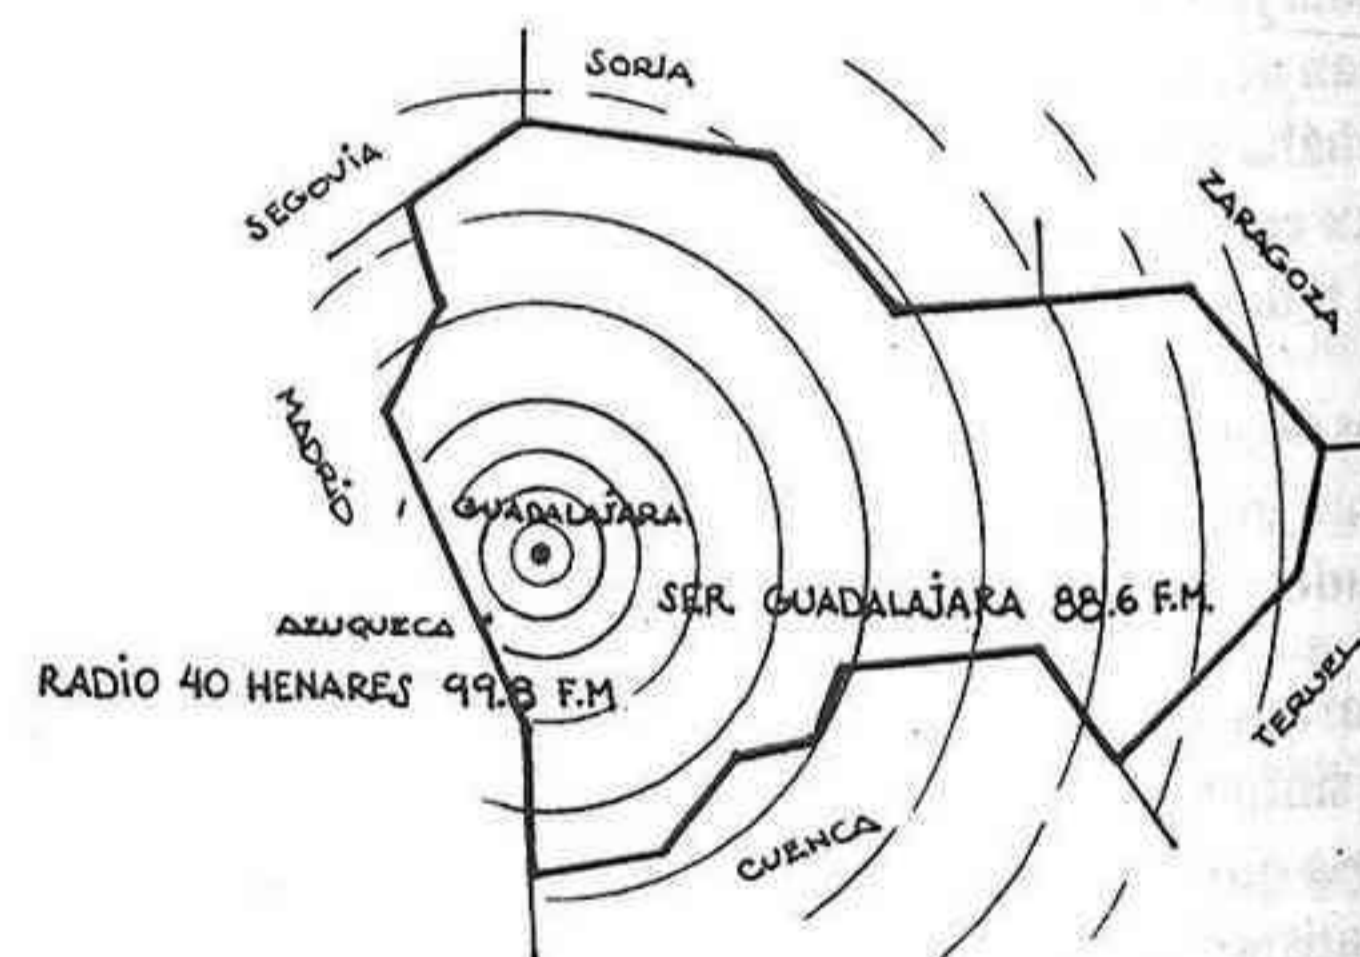 SORIA
SEGOVIA
ZARAGOZA
MADRID
GUADALAJARA
SER GUADALAJARA 88.6 F.M.
AZUQUECA
RADIO 40 HENARES 99.8 F.M
TERUEL
CUENCA